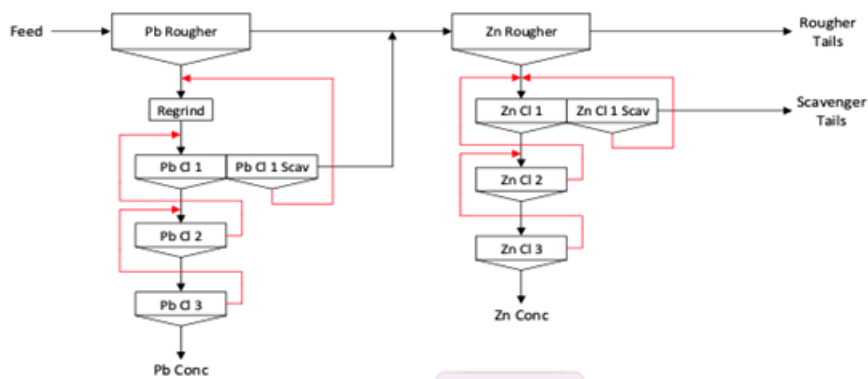 Feed
Pb Rougher
Zn Rougher
Rougher
Tails
Regrind
Zn Cl 1
Zn Cl 1 Scav
Scavenger
Tails
Pb Cl 1
Pb Cl 1 Scav
Zn Cl 2
Pb Cl 2
Zn Cl 3
Pb Cl 3
Zn Conc
Pb Conc